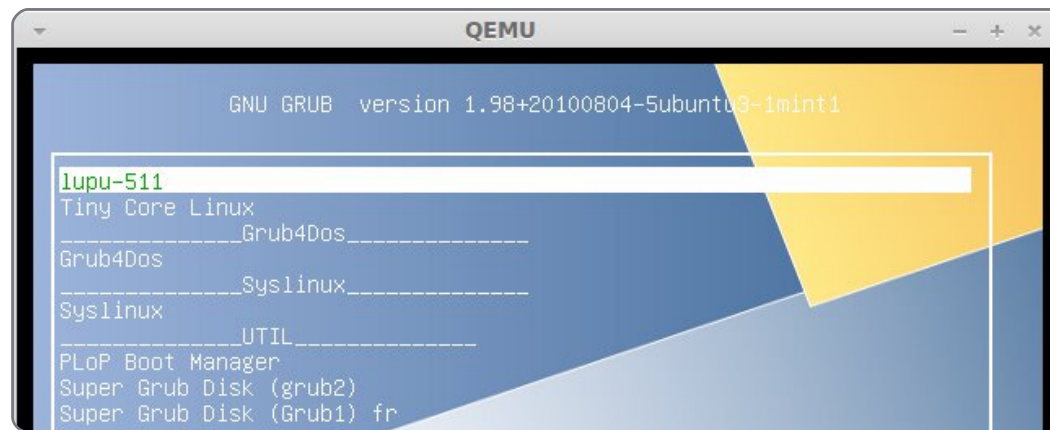 QEMU
GNU GRUB version 1.98+20100804-5ubuntu3-1mint1
lupu-511
Tiny Core Linux
______________Grub4Dos______________
Grub4Dos
______________Syslinux______________
Syslinux
______________UTIL______________
PLoP Boot Manager
Super Grub Disk (grub2)
Super Grub Disk (Grub1) fr